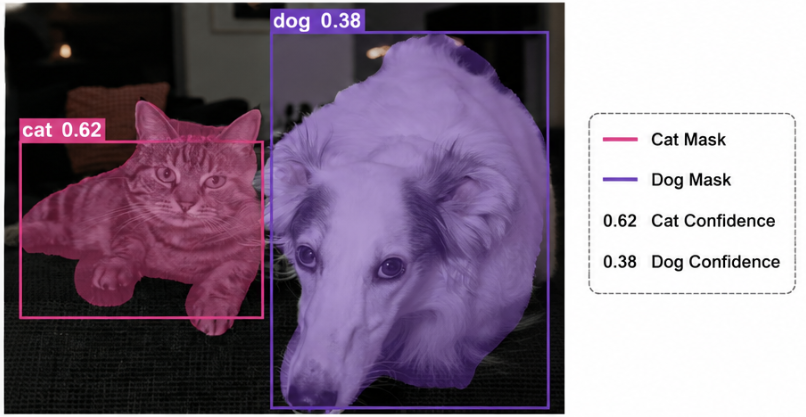 dog 0.38
cat 0.62
Cat Mask
Dog Mask
0.62 Cat Confidence
0.38 Dog Confidence